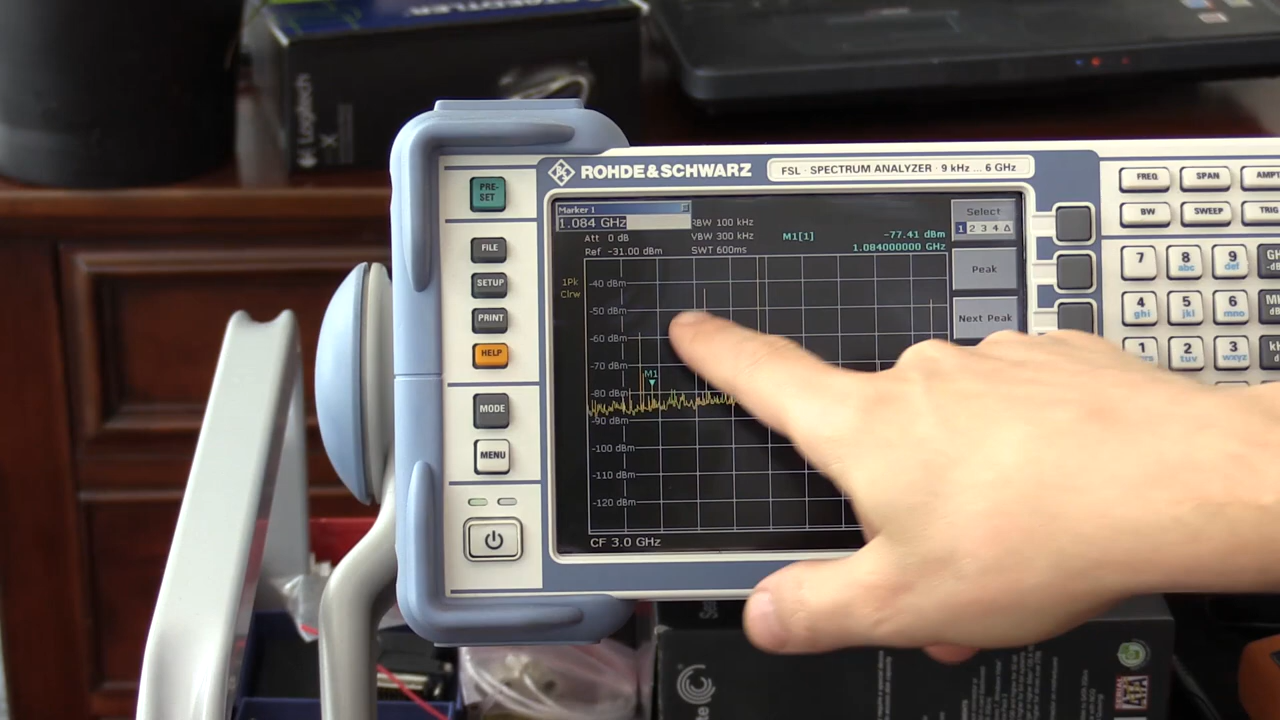 STAEDTLER
Logitech
ROHDE&SCHWARZ
FSL · SPECTRUM ANALYZER · 9 kHz ... 6 GHz
PRE-
SET
FILE
SETUP
PRINT
HELP
MODE
MENU
Marker 1
1.084 GHz
RBW 100 kHz
Att 0 dB
VBW 300 kHz
M1[1]
-77.41 dBm
Ref -31.00 dBm
SWT 600ms
1.084000000 GHz
1Pk
Clrw
-40 dBm
-50 dBm
-60 dBm
-70 dBm
M1
-80 dBm
-90 dBm
-100 dBm
-110 dBm
-120 dBm
CF 3.0 GHz
Select
1 2 3 4 Δ
Peak
Next Peak
FREQ
SPAN
AMPT
BW
SWEEP
TRIG
7
8
abc
9
def
GH
-dB
4
ghi
5
jkl
6
mno
1
2
tuv
3
wxyz